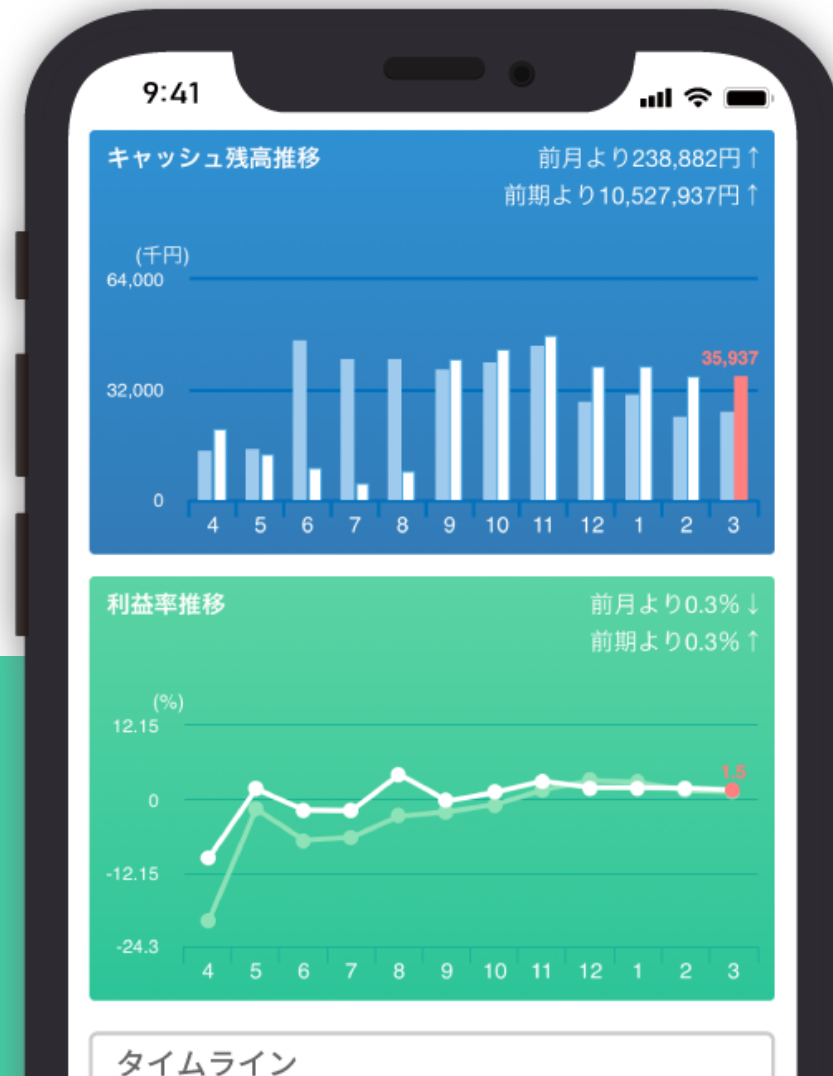 9:41
キャッシュ残高推移
前月より238,882円↑
前期より10,527,937円↑
(千円)
64,000
35,937
32,000
0
4 5 6 7 8 9 10 11 12 1 2 3
利益率推移
前月より0.3%↓
前期より0.3%↑
(%)
12.15
1.5
0
-12.15
-24.3
4 5 6 7 8 9 10 11 12 1 2 3
タイムライン